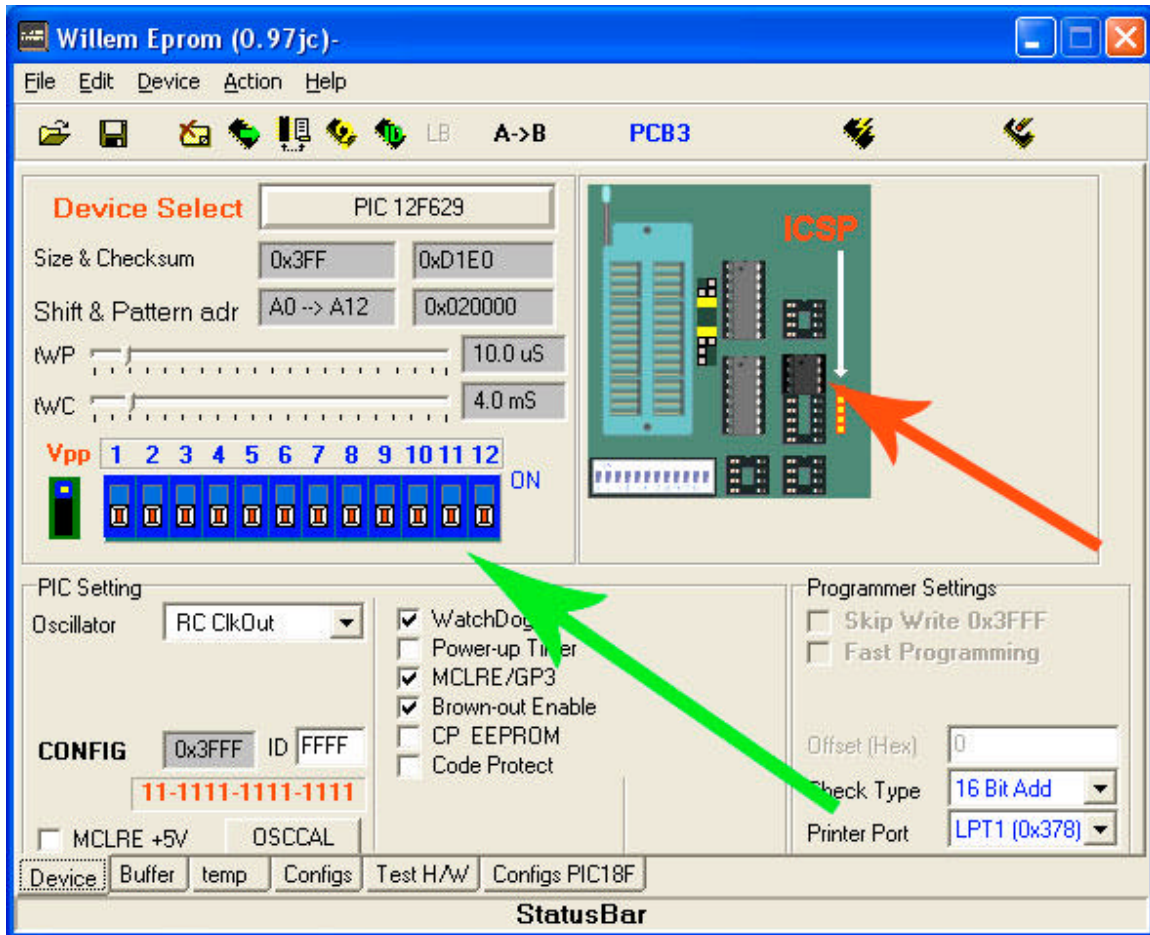 Willem Eprom (0.97jc)-
File Edit Device Action Help
LB A->B PCB3
Device Select PIC 12F629
Size & Checksum 0x3FF 0xD1E0
Shift & Pattern adr A0 --> A12 0x020000
tWP 10.0 uS
tWC 4.0 mS
Vpp 1 2 3 4 5 6 7 8 9 10 11 12
ON
ICSP
PIC Setting
Oscillator RC ClkOut
WatchDog
Power-up Timer
MCLRE/GP3
Brown-out Enable
CP EEPROM
Code Protect
CONFIG 0x3FFF ID FFFF
11-1111-1111-1111
MCLRE +5V OSCCAL
Programmer Settings
Skip Write 0x3FFF
Fast Programming
Offset (Hex) 0
Check Type 16 Bit Add
Printer Port LPT1 (0x378)
Device Buffer temp Configs Test H/W Configs PIC18F
StatusBar